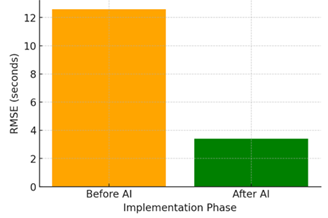 12
10
8
6
4
2
0
RMSE (seconds)
Before AI After AI
Implementation Phase